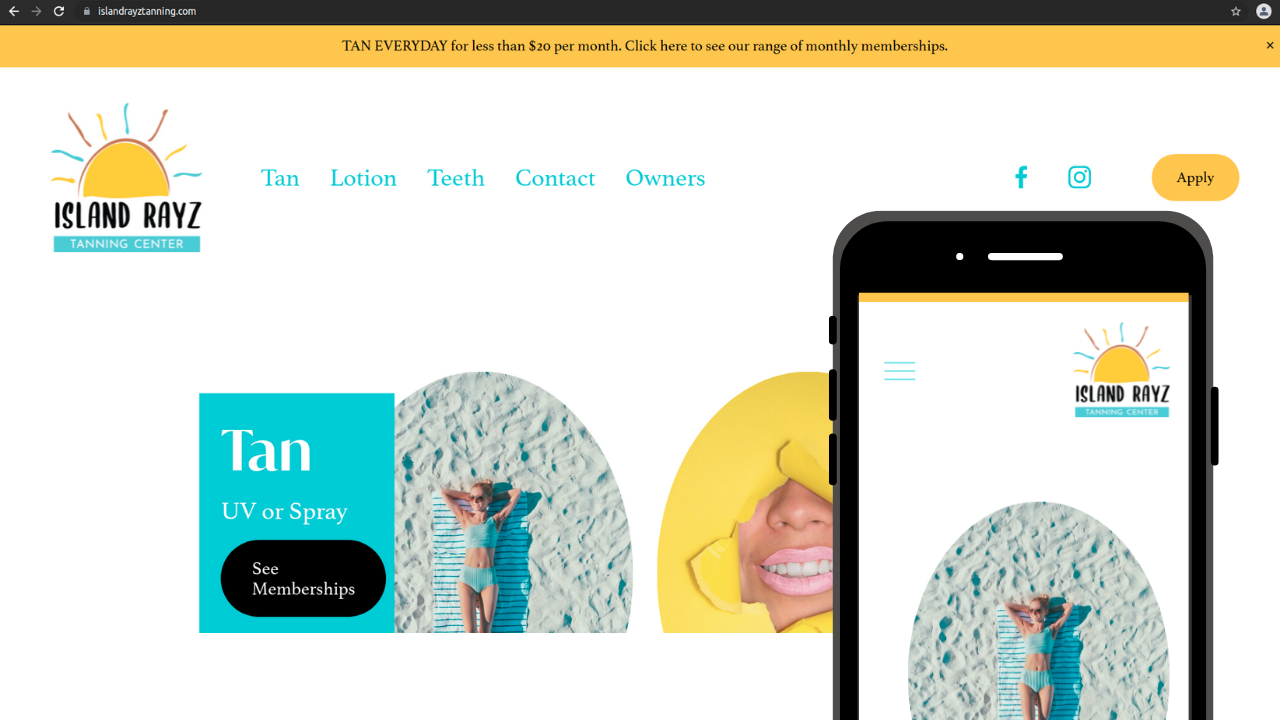 islandrayztanning.com
TAN EVERYDAY for less than $20 per month. Click here to see our range of monthly memberships.
×
ISLAND RAYZ
TANNING CENTER
Tan Lotion Teeth Contact Owners
Apply
Tan
UV or Spray
See
Memberships
ISLAND RAYZ
TANNING CENTER